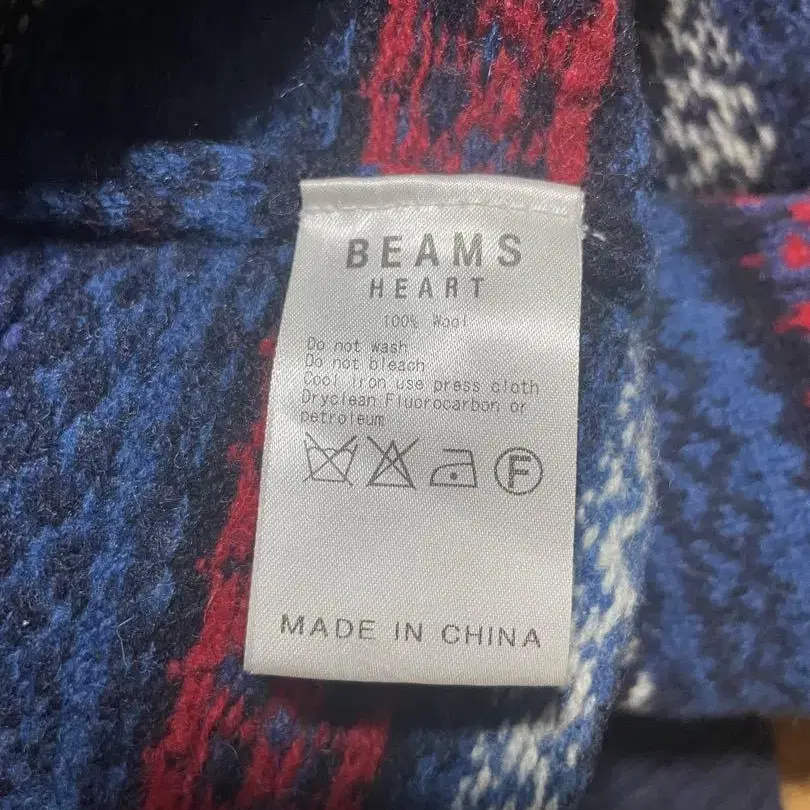 BEAMS
HEART
100% Wool
Do not wash
Do not bleach
Cool iron use press cloth
Dryclean Fluorocarbon or
petroleum
F
MADE IN CHINA